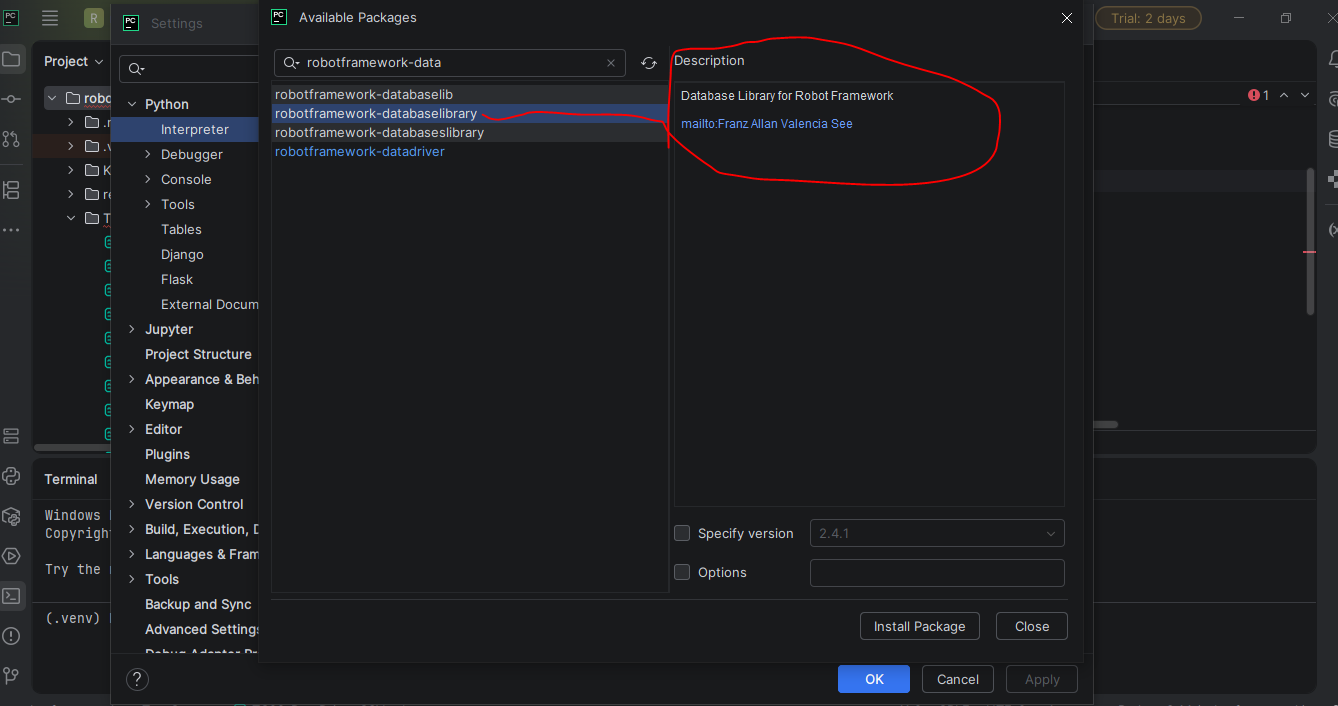 PC
R
PC
Settings
PC
Available Packages
Trial: 2 days
Project
robotframework-data
Description
robo
Python
robotframework-databaselib
Database Library for Robot Framework
robotframework-databaselibrary
mailto:Franz Allan Valencia See
Interpreter
robotframework-databaseslibrary
Debugger
robotframework-datadriver
Console
Tools
Tables
Django
Flask
External Docum
Jupyter
Project Structure
Appearance & Beh
Keymap
Editor
Plugins
Memory Usage
Version Control
Build, Execution, D
Languages & Fram
Tools
Backup and Sync
Advanced Settings
1
Terminal
Windows
Copyright
Try the
(.venv)
Specify version
2.4.1
Options
Install Package
Close
?
OK
Cancel
Apply